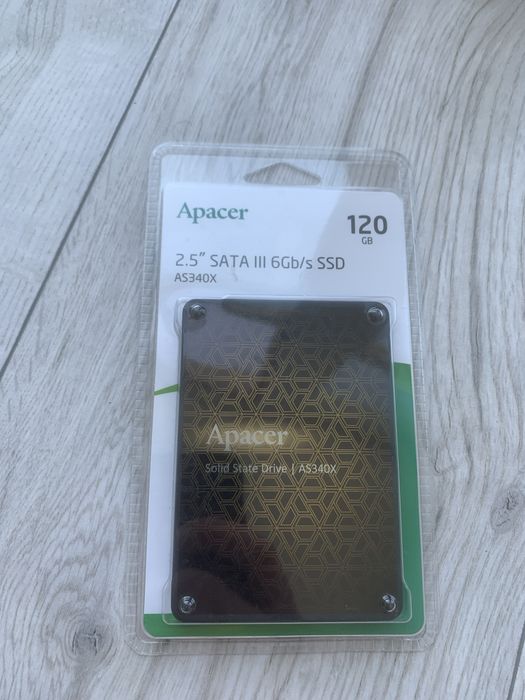 Apacer
120
GB
2.5″ SATA III 6Gb/s SSD
AS340X
Apacer
Solid State Drive | AS340X